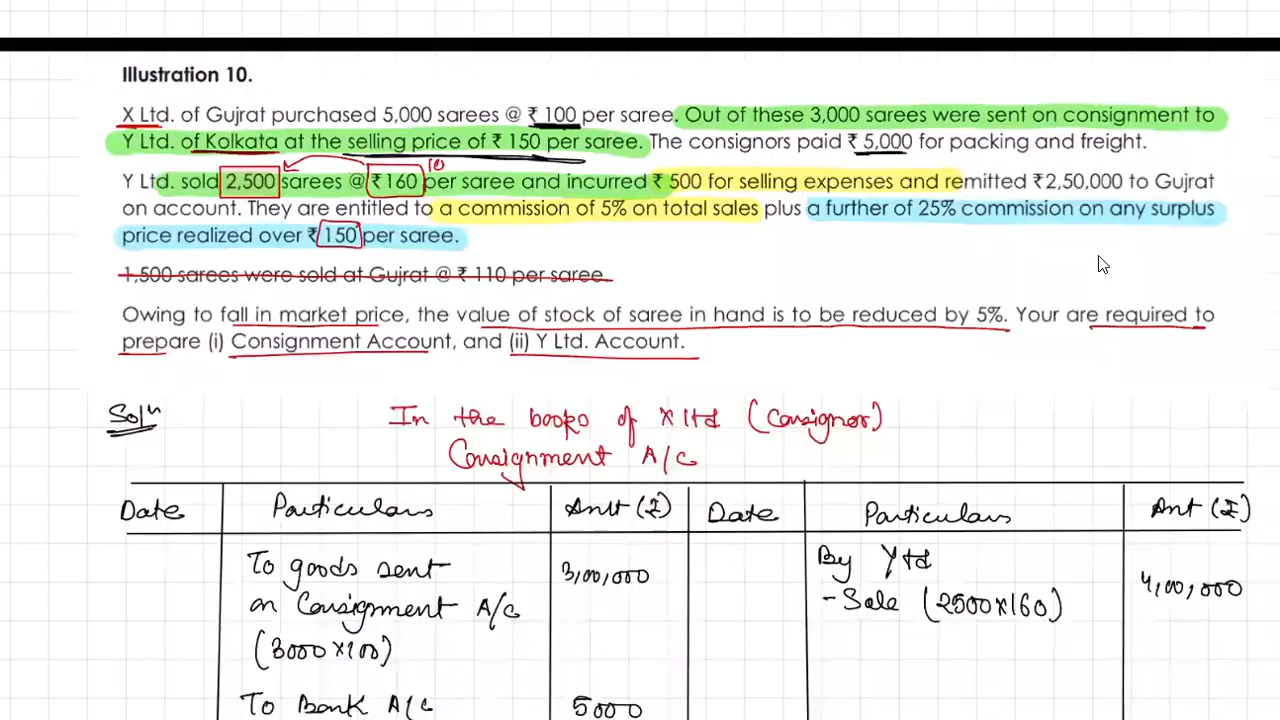 Illustration 10.
X Ltd. of Gujrat purchased 5,000 sarees @ ₹ 100 per saree. Out of these 3,000 sarees were sent on consignment to
Y Ltd. of Kolkata at the selling price of ₹ 150 per saree. The consignors paid ₹ 5,000 for packing and freight.
10
Y Ltd. sold 2,500 sarees @ ₹160 per saree and incurred ₹ 500 for selling expenses and remitted ₹2,50,000 to Gujrat
on account. They are entitled to a commission of 5% on total sales plus a further of 25% commission on any surplus
price realized over ₹ 150 per saree.
1,500 sarees were sold at Gujrat @ ₹ 110 per saree.
Owing to fall in market price, the value of stock of saree in hand is to be reduced by 5%. Your are required to
prepare (i) Consignment Account, and (ii) Y Ltd. Account.
Solⁿ
In the books of X ltd (Consignor)
Consignment A/C
Date Particulars Amt (₹) Date Particulars Amt (₹)
To goods sent 3,00,000 By Y ltd
on Consignment A/C - Sale (2500×160) 4,00,000
(3000×100)
To Bank A/C 5000